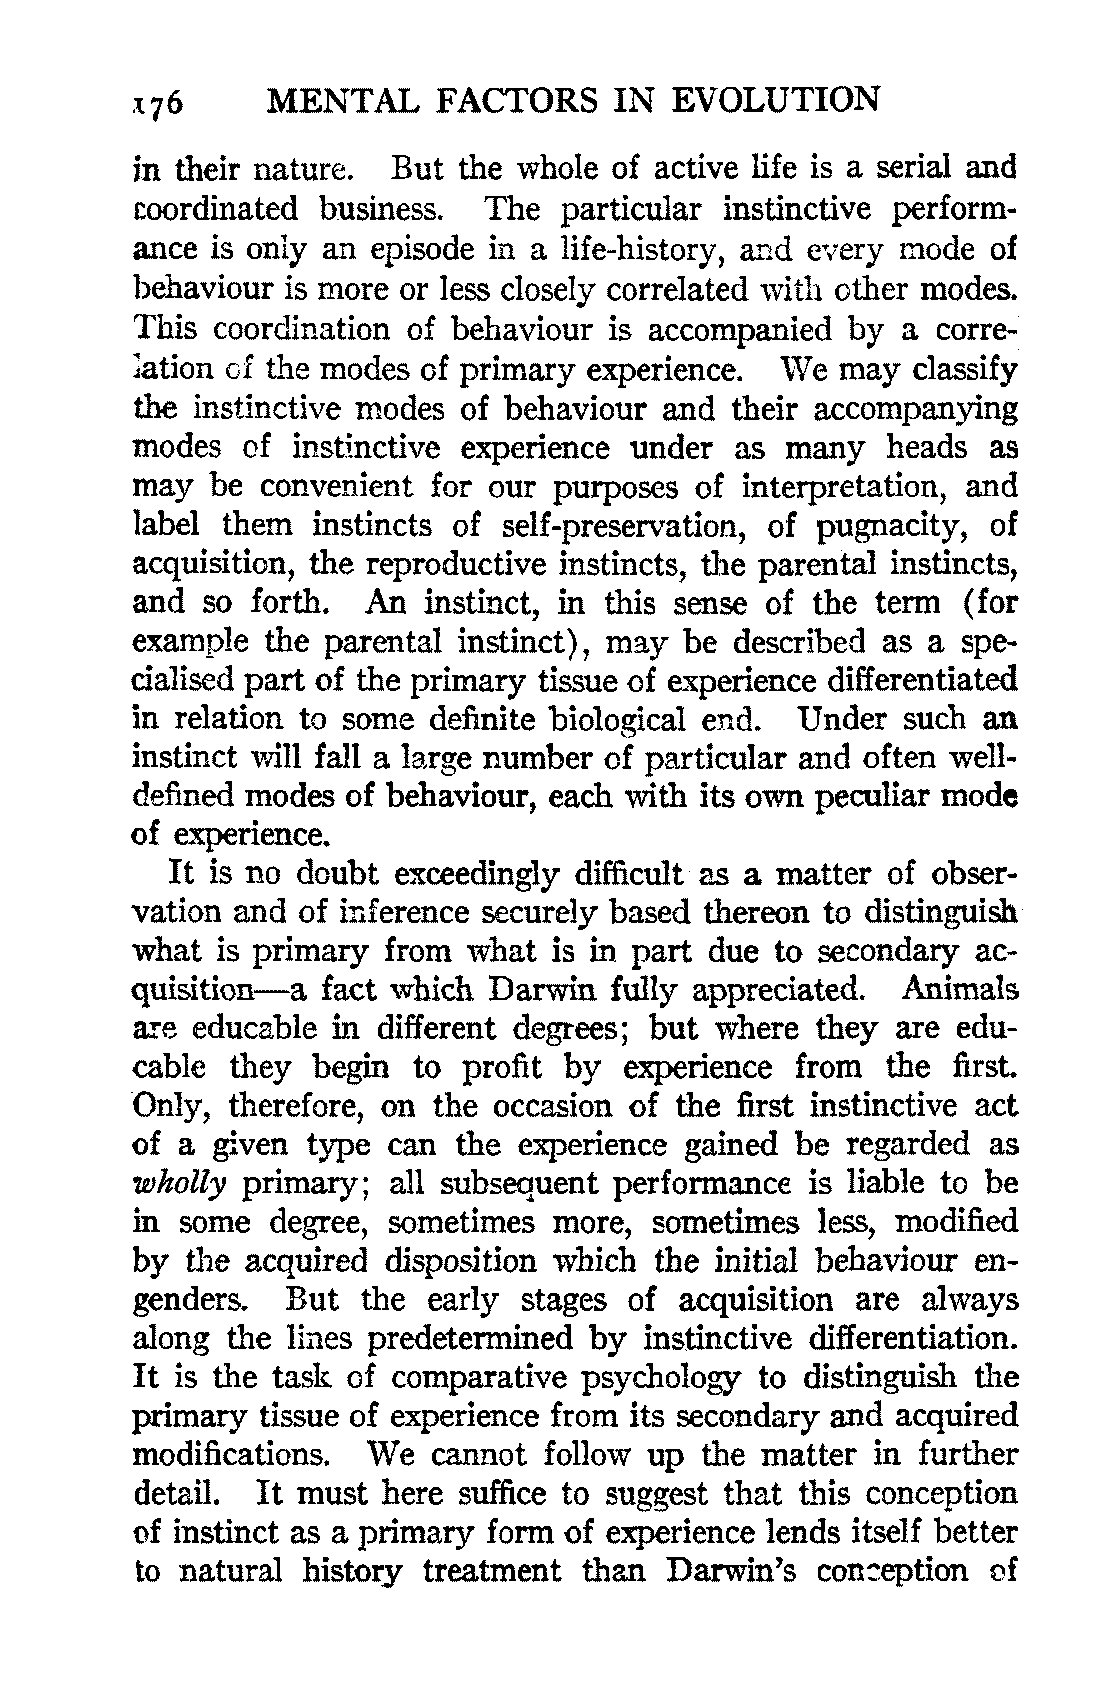 176 MENTAL FACTORS IN EVOLUTION
in their nature. But the whole of active life is a serial and
coordinated business. The particular instinctive perform-
ance is only an episode in a life-history, and every mode of
behaviour is more or less closely correlated with other modes.
This coordination of behaviour is accompanied by a corre-
lation of the modes of primary experience. We may classify
the instinctive modes of behaviour and their accompanying
modes of instinctive experience under as many heads as
may be convenient for our purposes of interpretation, and
label them instincts of self-preservation, of pugnacity, of
acquisition, the reproductive instincts, the parental instincts,
and so forth. An instinct, in this sense of the term (for
example the parental instinct), may be described as a spe-
cialised part of the primary tissue of experience differentiated
in relation to some definite biological end. Under such an
instinct will fall a large number of particular and often well-
defined modes of behaviour, each with its own peculiar mode
of experience.
It is no doubt exceedingly difficult as a matter of obser-
vation and of inference securely based thereon to distinguish
what is primary from what is in part due to secondary ac-
quisition—a fact which Darwin fully appreciated. Animals
are educable in different degrees; but where they are edu-
cable they begin to profit by experience from the first.
Only, therefore, on the occasion of the first instinctive act
of a given type can the experience gained be regarded as
wholly primary; all subsequent performance is liable to be
in some degree, sometimes more, sometimes less, modified
by the acquired disposition which the initial behaviour en-
genders. But the early stages of acquisition are always
along the lines predetermined by instinctive differentiation.
It is the task of comparative psychology to distinguish the
primary tissue of experience from its secondary and acquired
modifications. We cannot follow up the matter in further
detail. It must here suffice to suggest that this conception
of instinct as a primary form of experience lends itself better
to natural history treatment than Darwin's conception of